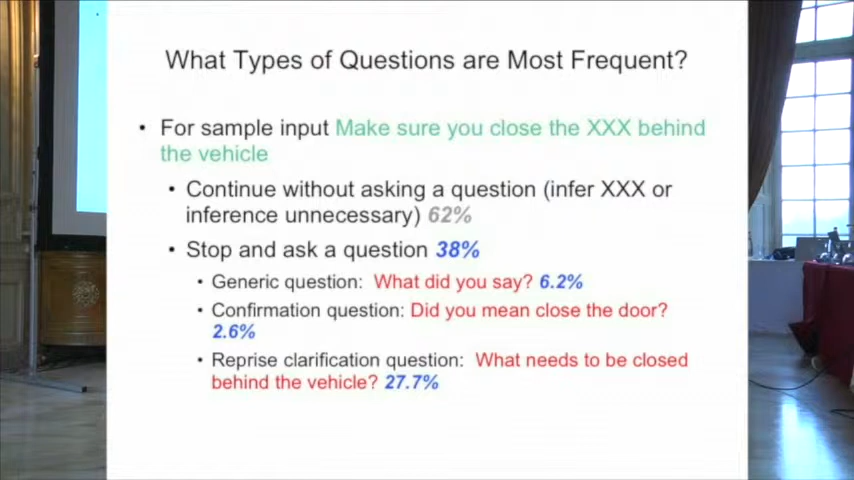 What Types of Questions are Most Frequent?
• For sample input Make sure you close the XXX behind
the vehicle
• Continue without asking a question (infer XXX or
inference unnecessary) 62%
• Stop and ask a question 38%
• Generic question: What did you say? 6.2%
• Confirmation question: Did you mean close the door?
2.6%
• Reprise clarification question: What needs to be closed
behind the vehicle? 27.7%